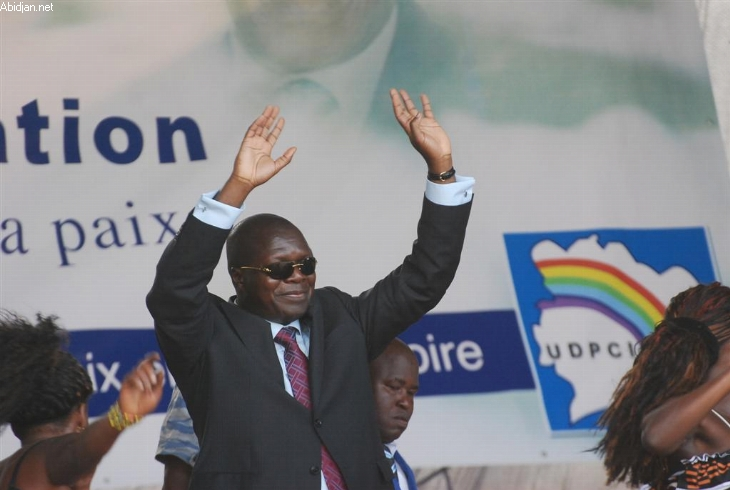 Abidjan.net
ation
a paix
ix
oire
UDPCI